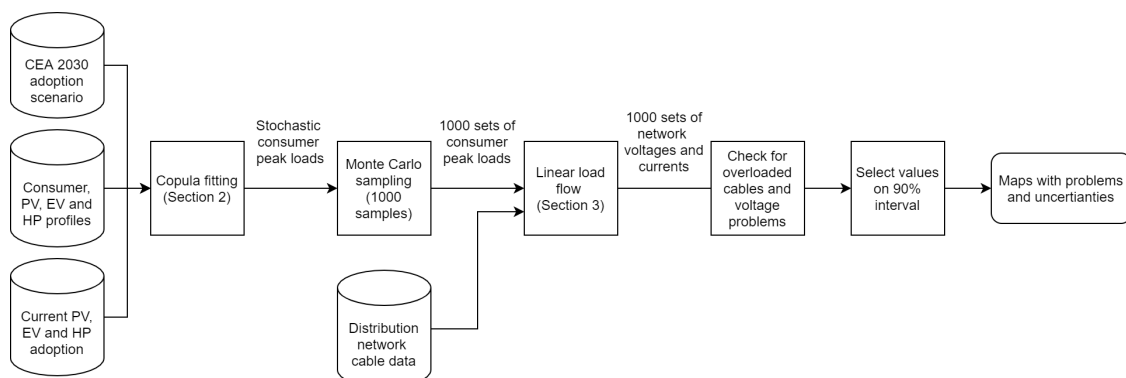 CEA 2030
adoption
scenario
Consumer,
PV, EV and
HP profiles
Current PV,
EV and HP
adoption
Copula fitting
(Section 2)
Stochastic
consumer
peak loads
Monte Carlo
sampling
(1000
samples)
1000 sets of
consumer
peak loads
Distribution
network
cable data
Linear load
flow
(Section 3)
1000 sets of
network
voltages and
currents
Check for
overloaded
cables and
voltage
problems
Select values
on 90%
interval
Maps with problems
and uncertianties